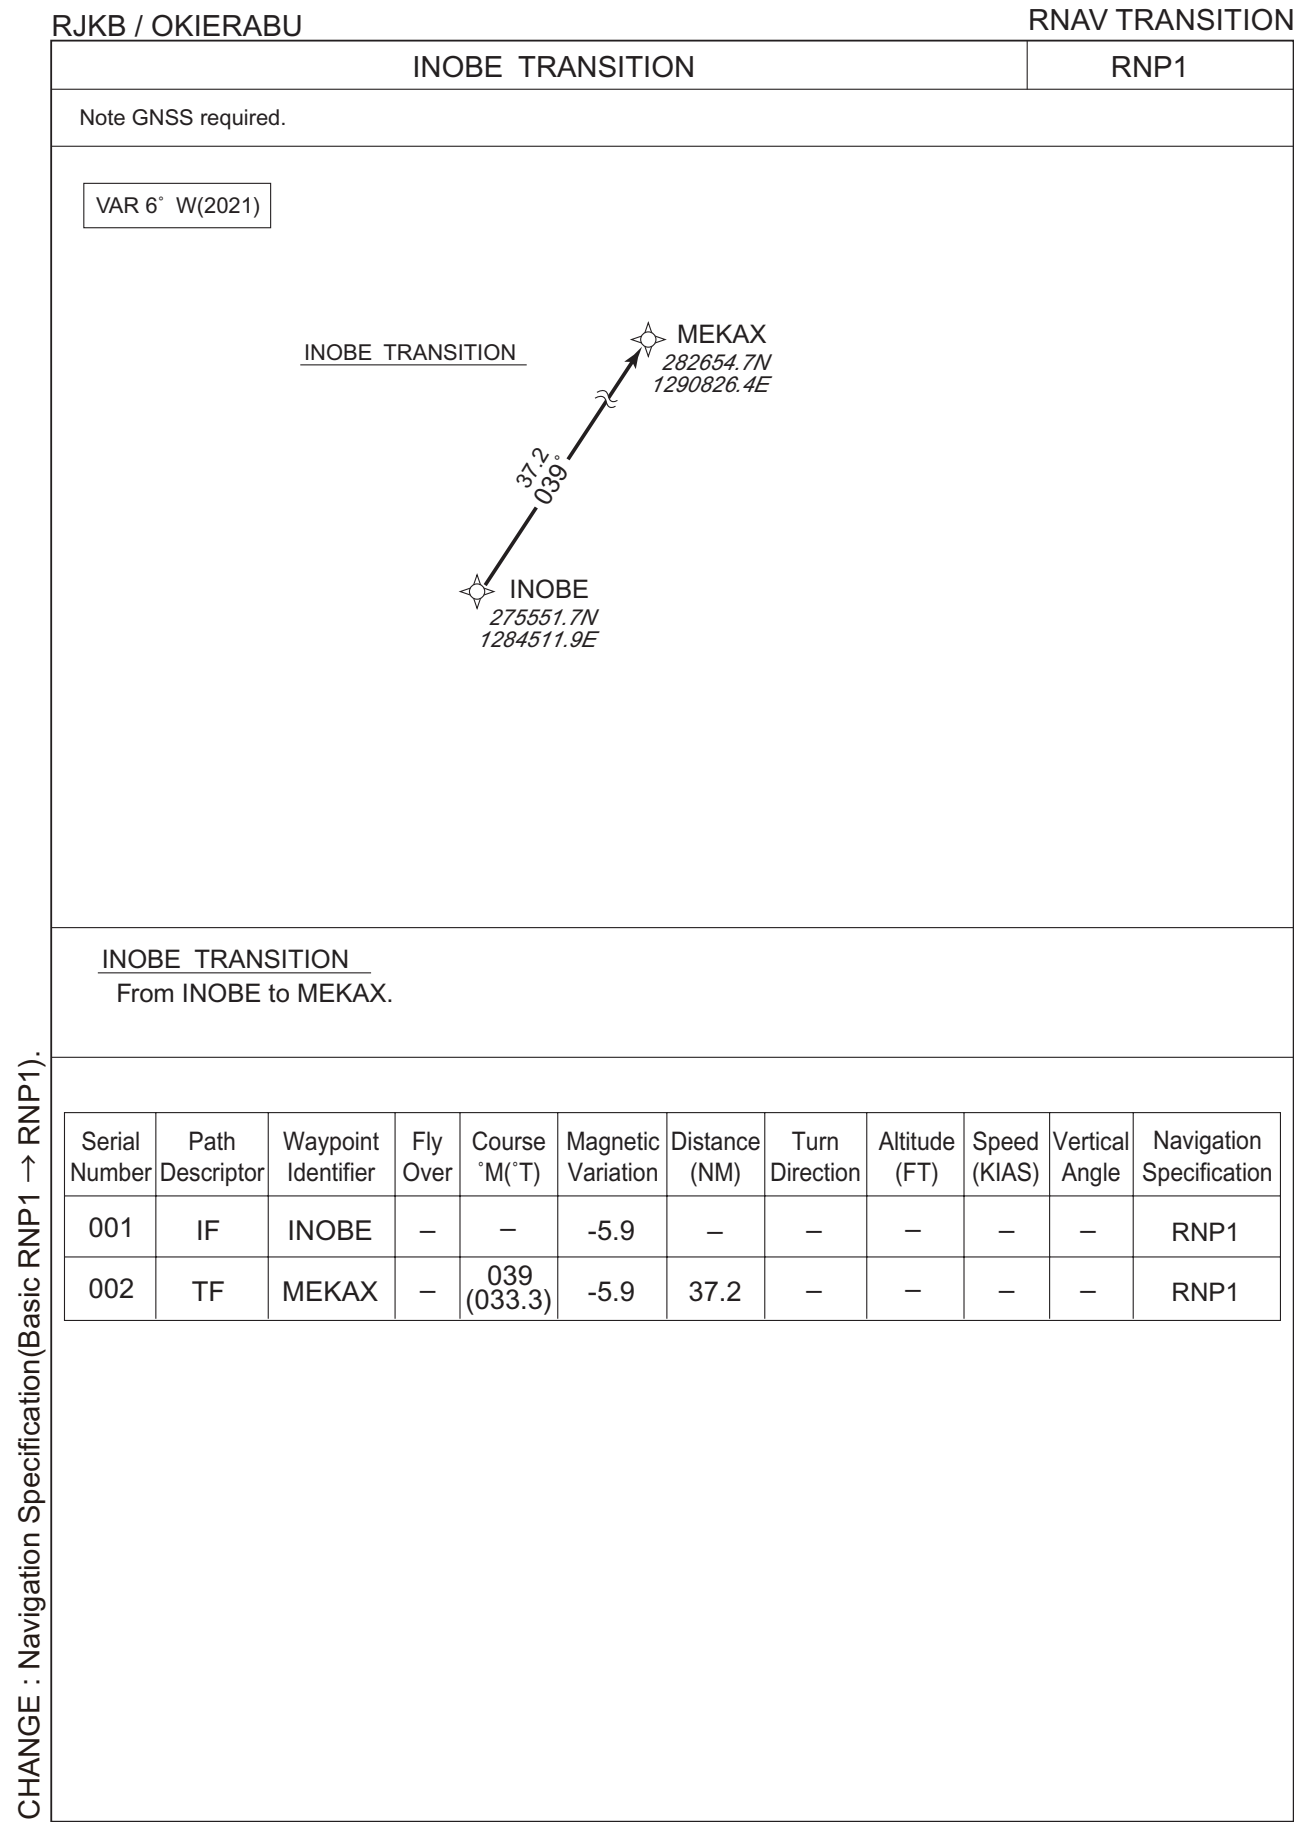 RJKB / OKIERABU
RNAV TRANSITION
INOBE TRANSITION
RNP1
Note GNSS required.
VAR 6˚ W(2021)
INOBE TRANSITION
MEKAX
282654.7N
1290826.4E
37.2
039˚
INOBE
275551.7N
1284511.9E
INOBE TRANSITION
From INOBE to MEKAX.
Serial Number Path Descriptor Waypoint Identifier Fly Over Course ˚M(˚T) Magnetic Variation Distance (NM) Turn Direction Altitude (FT) Speed (KIAS) Vertical Angle Navigation Specification
001 IF INOBE – – -5.9 – – – – – RNP1
002 TF MEKAX – 039 (033.3) -5.9 37.2 – – – – RNP1
CHANGE : Navigation Specification(Basic RNP1 → RNP1).